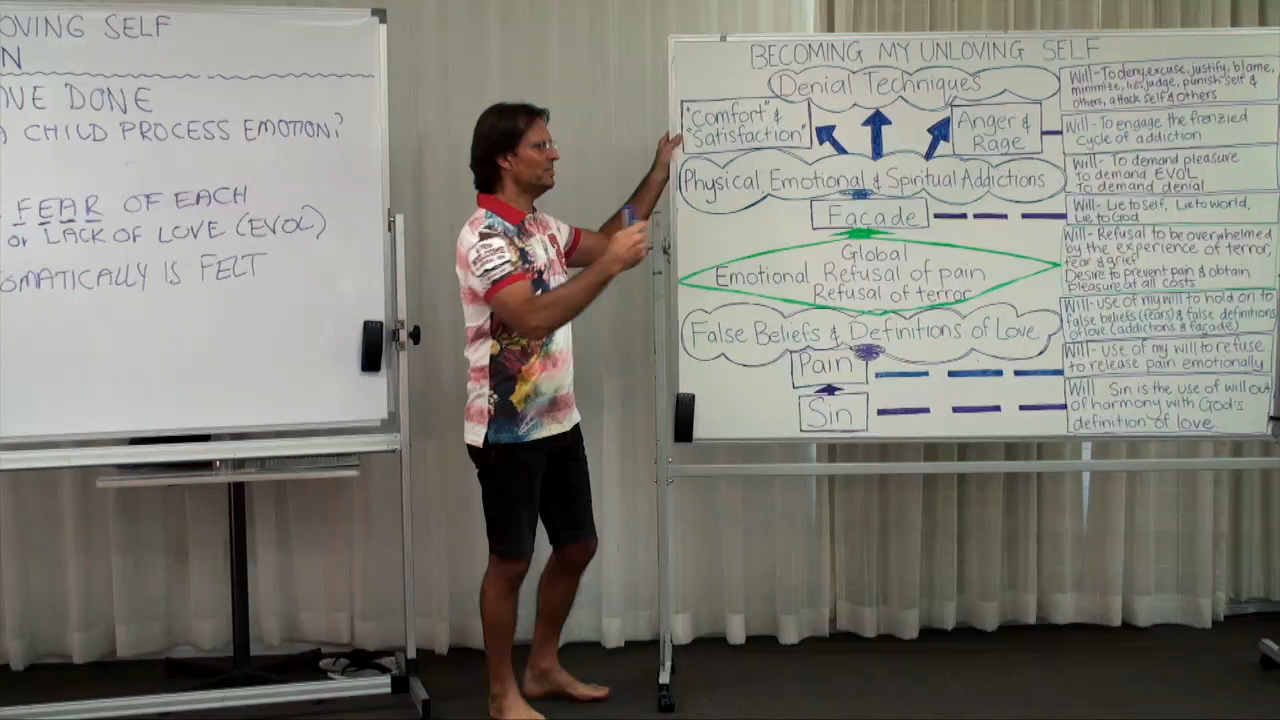 OVING SELF
N
OVE DONE
A CHILD PROCESS EMOTION?
FEAR OF EACH
or LACK OF LOVE (EVOL)
OMATICALLY IS FELT
BECOMING MY UNLOVING SELF
Denial Techniques
"Comfort" &
"Satisfaction"
Anger &
Rage
Physical Emotional & Spiritual Addictions
Façade
Global
Emotional Refusal of pain
Refusal of terror
False Beliefs & Definitions of Love
Pain
Sin
Will - To deny, excuse, justify, blame,
minimize, lie, judge, punish self &
others, attack self & others
Will - To engage the frenzied
cycle of addiction
Will - To demand pleasure
To demand EVOL
To demand denial
Will - Lie to Self, Lie to world,
Lie to God
Will - Refusal to be overwhelmed
by the experience of terror,
fear & grief
Desire to prevent pain & obtain
pleasure at all costs
Will - use of my will to hold on to
false beliefs (fears) & false definitions
of love (addictions & facade)
Will - Use of my will to refuse
to release pain emotionally
Will Sin is the use of will out
of harmony with God's
definition of love.